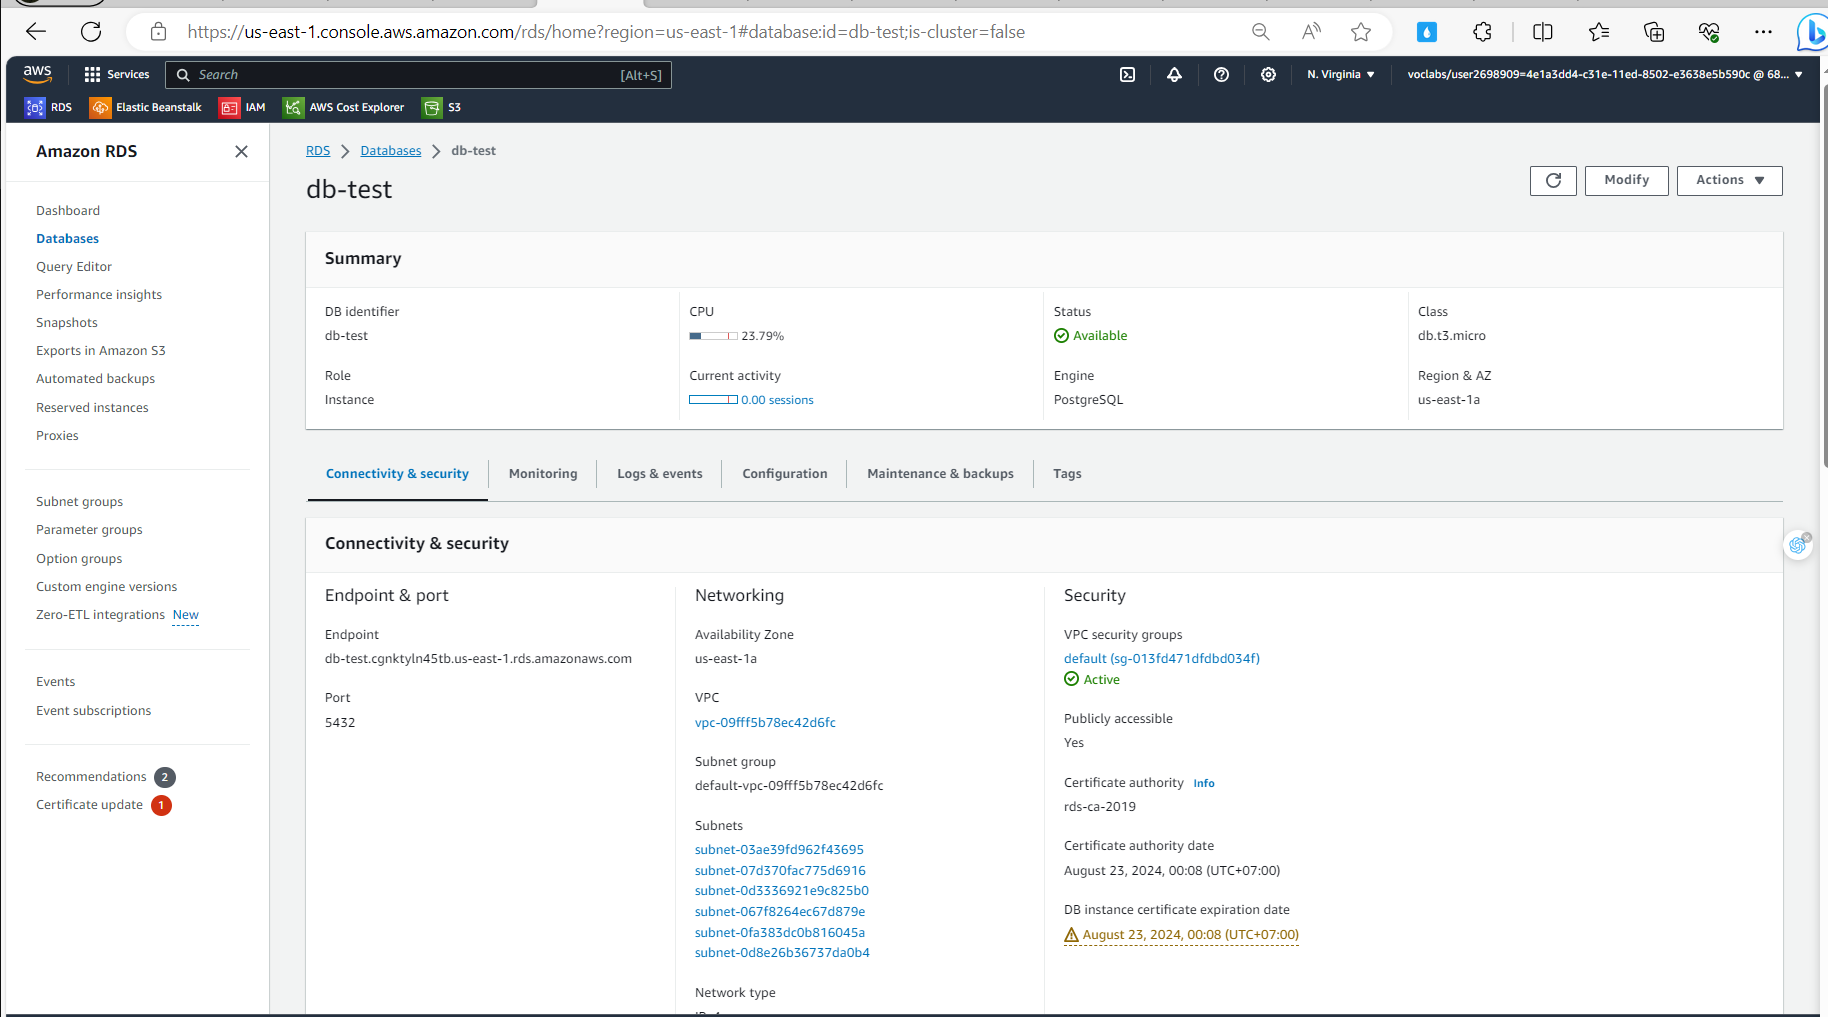 https://us-east-1.console.aws.amazon.com/rds/home?region=us-east-1#database:id=db-test;is-cluster=false
aws
Services
Search
[Alt+S]
N. Virginia
voclabs/user2698909=4e1a3dd4-c31e-11ed-8502-e3638e5b590c @ 68...
RDS
Elastic Beanstalk
IAM
AWS Cost Explorer
S3
Amazon RDS
Dashboard
Databases
Query Editor
Performance insights
Snapshots
Exports in Amazon S3
Automated backups
Reserved instances
Proxies
Subnet groups
Parameter groups
Option groups
Custom engine versions
Zero-ETL integrations New
Events
Event subscriptions
Recommendations 2
Certificate update 1
RDS
Databases
db-test
db-test
Modify
Actions
Summary
DB identifier
db-test
CPU
23.79%
Status
Available
Class
db.t3.micro
Role
Instance
Current activity
0.00 sessions
Engine
PostgreSQL
Region & AZ
us-east-1a
Connectivity & security
Monitoring
Logs & events
Configuration
Maintenance & backups
Tags
Connectivity & security
Endpoint & port
Endpoint
db-test.cgnktyln45tb.us-east-1.rds.amazonaws.com
Port
5432
Networking
Availability Zone
us-east-1a
VPC
vpc-09fff5b78ec42d6fc
Subnet group
default-vpc-09fff5b78ec42d6fc
Subnets
subnet-03ae39fd962f43695
subnet-07d370fac775d6916
subnet-0d3336921e9c825b0
subnet-067f8264ec67d879e
subnet-0fa383dc0b816045a
subnet-0d8e26b36737da0b4
Network type
Security
VPC security groups
default (sg-013fd471dfdbd034f)
Active
Publicly accessible
Yes
Certificate authority Info
rds-ca-2019
Certificate authority date
August 23, 2024, 00:08 (UTC+07:00)
DB instance certificate expiration date
August 23, 2024, 00:08 (UTC+07:00)